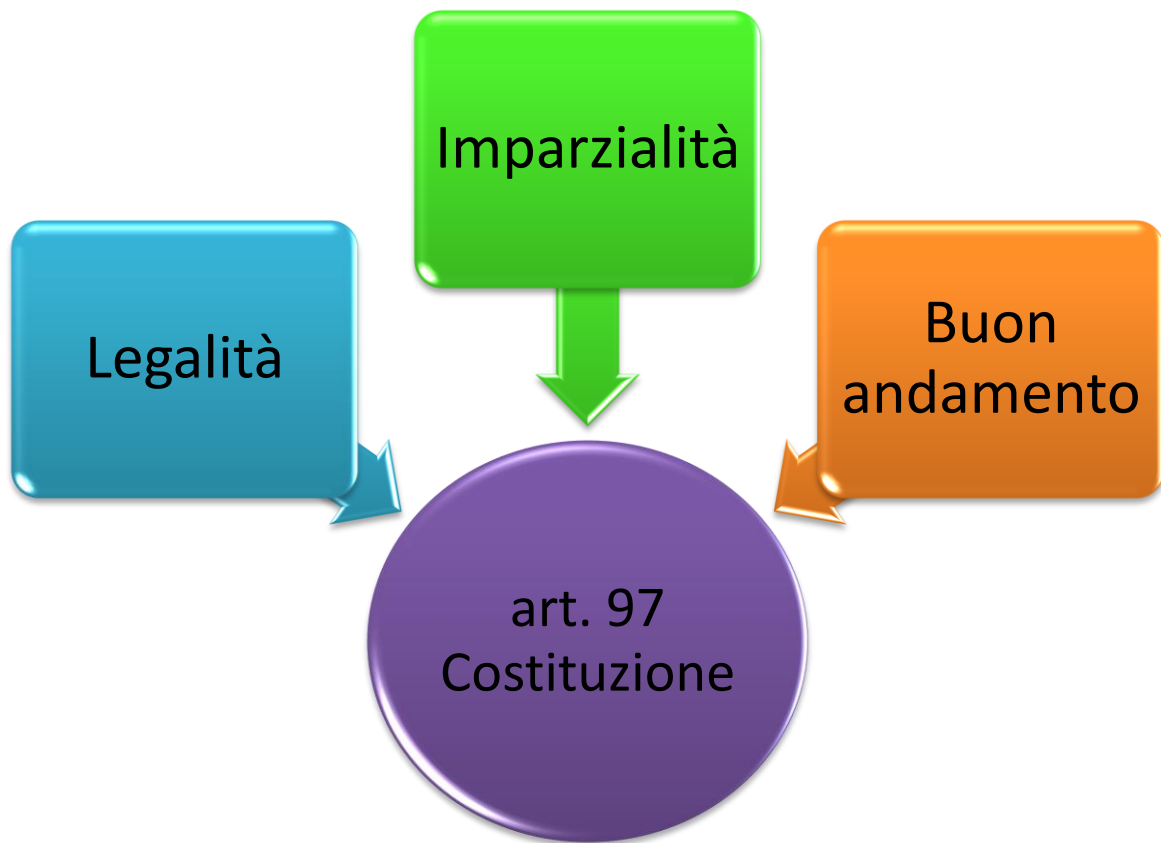 Imparzialità
Legalità
Buon
andamento
art. 97
Costituzione